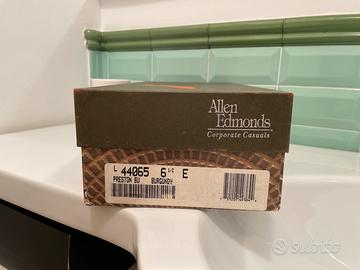 Allen
Edmonds
Corporate Casuals
L 44065 6 1/2 E
PRESTON BU BURGUNDY
subito